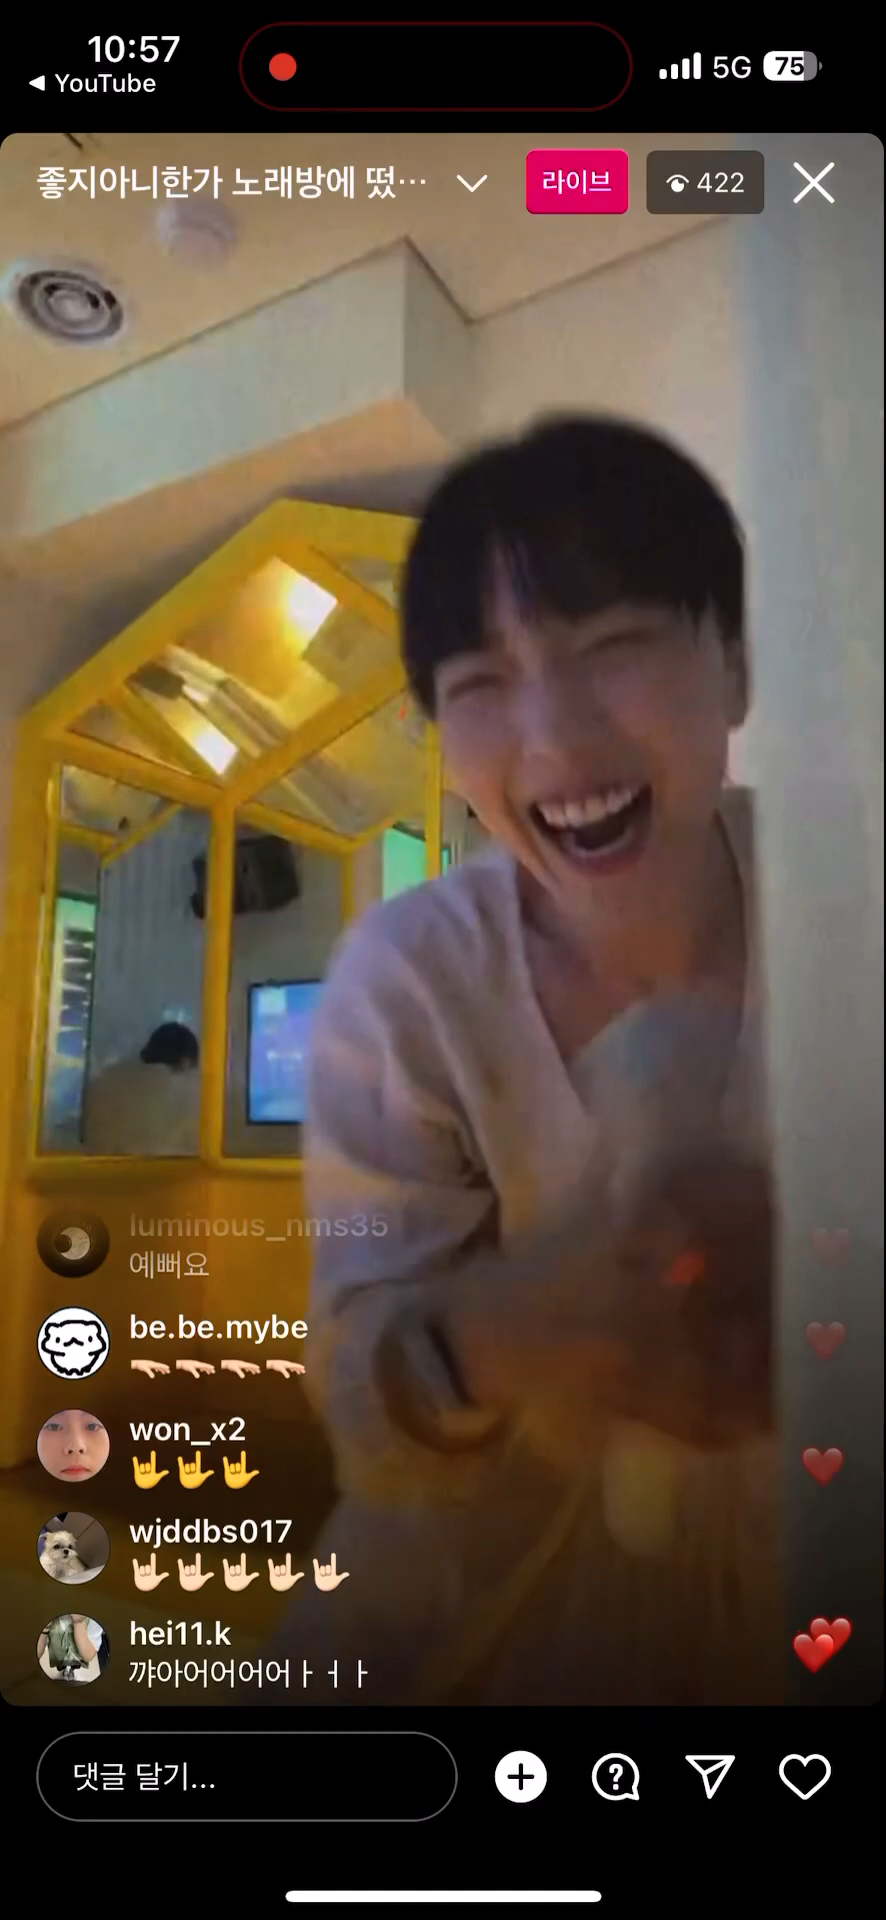 10:57
◀ YouTube
5G
75
좋지아니한가 노래방에 떴…
라이브
422
luminous_nms35
예뻐요
be.be.mybe
🫳🏻🫳🏻🫳🏻🫳🏻
won_x2
🤟🤟🤟
wjddbs017
🤟🏻🤟🏻🤟🏻🤟🏻🤟🏻
hei11.k
꺄아어어어어ㅏㅓㅏ
댓글 달기...